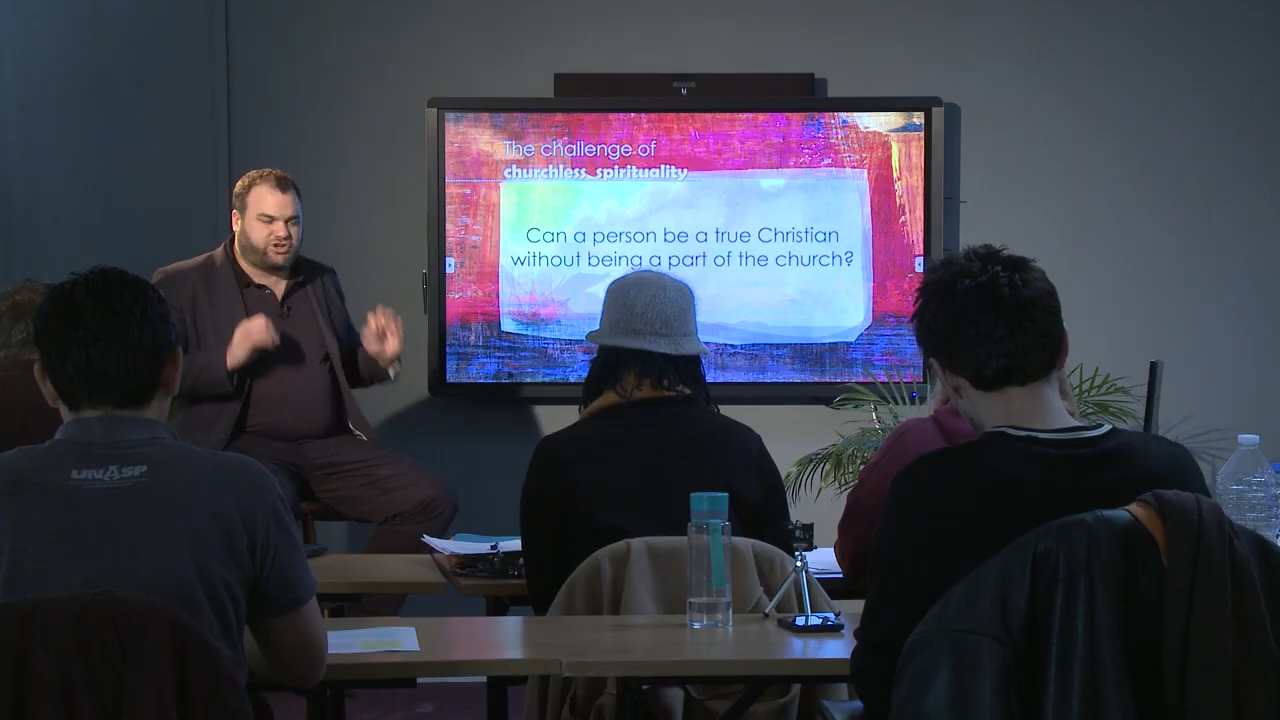 The challenge of
churchless spirituality
Can a person be a true Christian
without being a part of the church?
UNASP